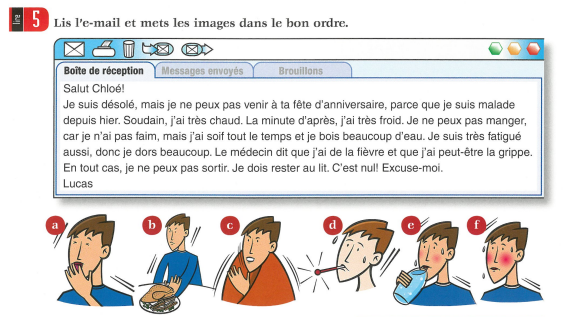 5 Lis l'e-mail et mets les images dans le bon ordre.
Boîte de réception Messages envoyés Brouillons
Salut Chloé!
Je suis désolé, mais je ne peux pas venir à ta fête d'anniversaire, parce que je suis malade
depuis hier. Soudain, j'ai très chaud. La minute d'après, j'ai très froid. Je ne peux pas manger,
car je n'ai pas faim, mais j'ai soif tout le temps et je bois beaucoup d'eau. Je suis très fatigué
aussi, donc je dors beaucoup. Le médecin dit que j'ai de la fièvre et que j'ai peut-être la grippe.
En tout cas, je ne peux pas sortir. Je dois rester au lit. C'est nul! Excuse-moi.
Lucas
a b c d e f